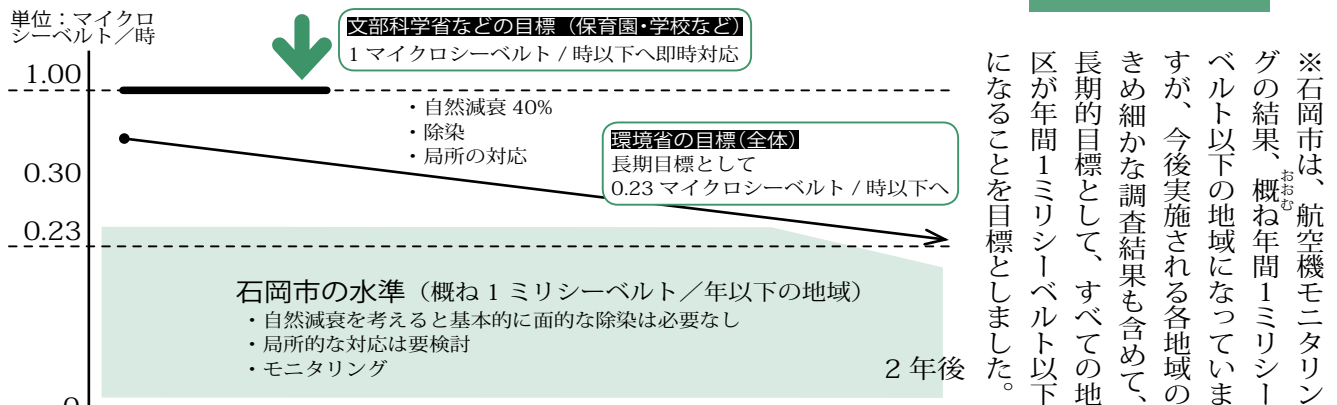 単位：マイクロ
シーベルト／時
文部科学省などの目標（保育園・学校など）
1 マイクロシーベルト / 時以下へ即時対応
1.00
・自然減衰 40%
・除染
・局所の対応
環境省の目標（全体）
長期目標として
0.23 マイクロシーベルト / 時以下へ
0.30
0.23
石岡市の水準（概ね 1 ミリシーベルト／年以下の地域）
・自然減衰を考えると基本的に面的な除染は必要なし
・局所的な対応は要検討
・モニタリング
2 年後
0
※石岡市は、航空機モニタリン
グの結果、概ね年間1ミリシー
おおむ
ベルト以下の地域になっていま
すが、今後実施される各地域の
きめ細かな調査結果も含めて、
長期的目標として、すべての地
区が年間1ミリシーベルト以下
になることを目標としました。